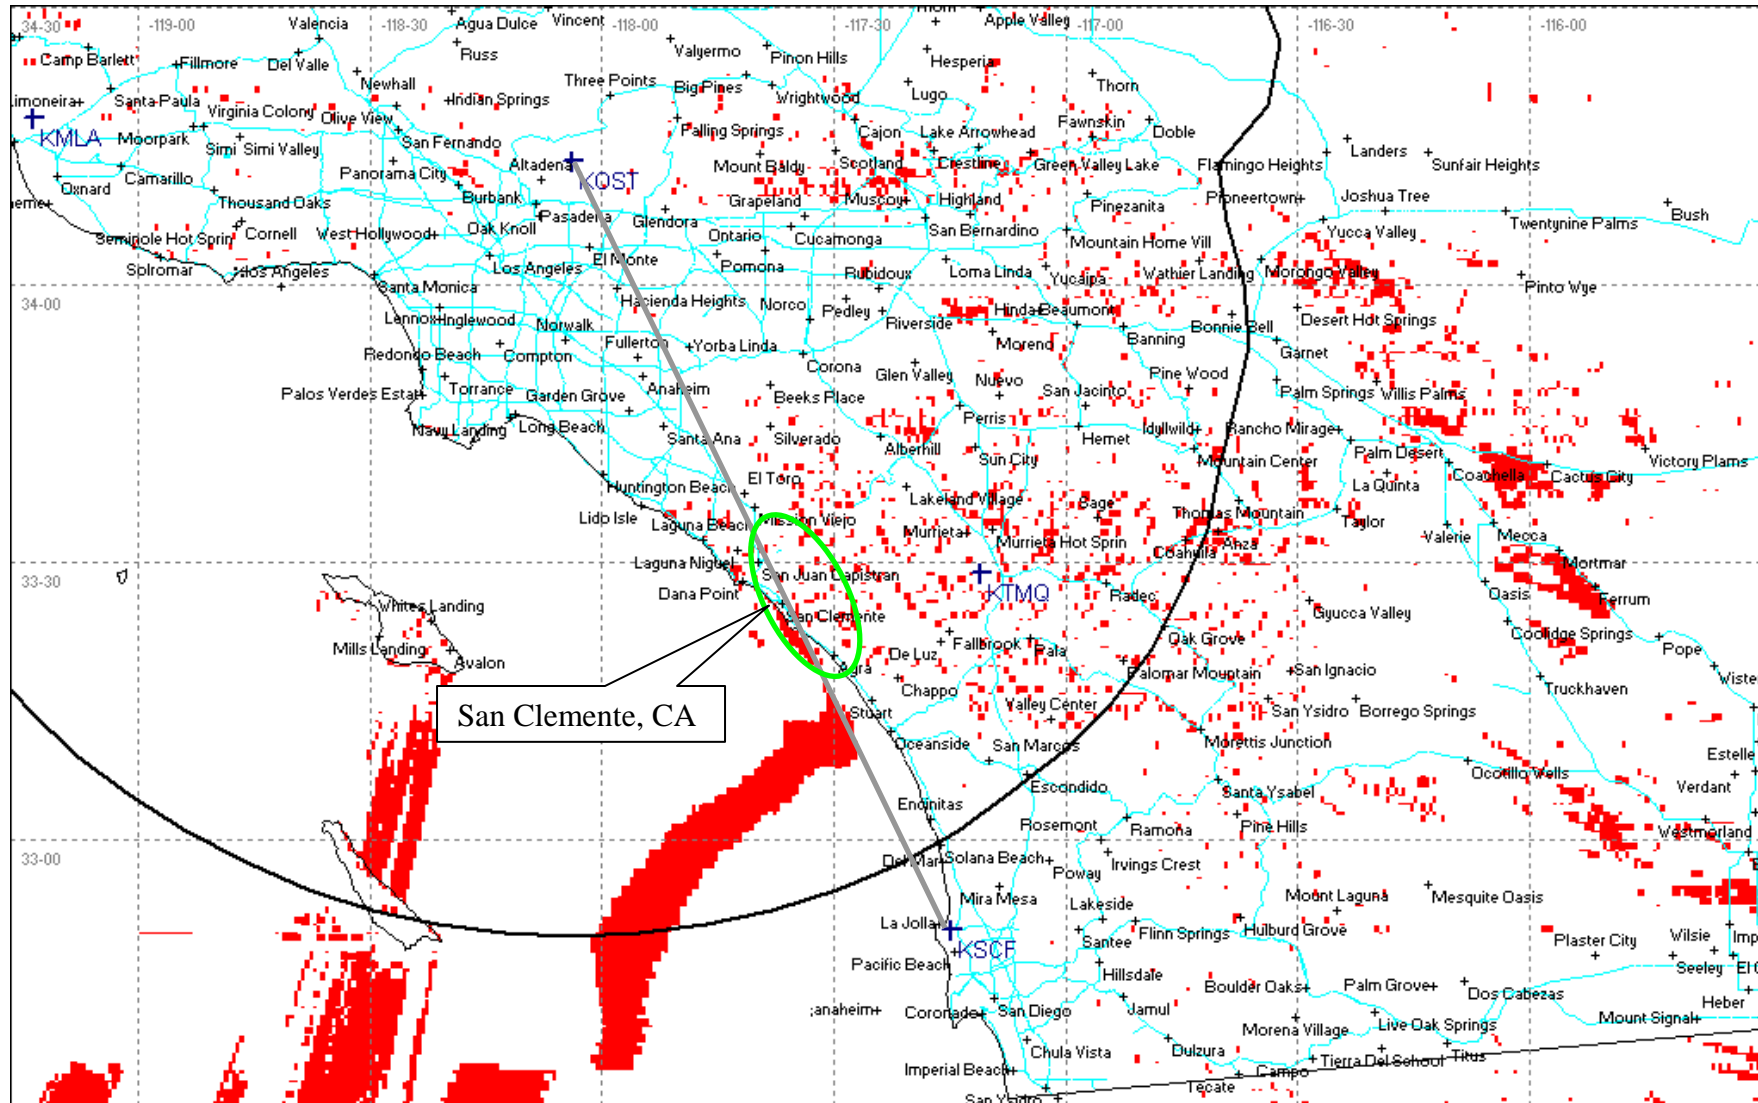 34-30
-119-00
Valencia
-118-30
Agua Dulce
Vincent
-118-00
-117-30
Apple Valley
-117-00
-116-30
-116-00
Camp Barlett
Fillmore
Del Valle
Russ
Valyermo
Pinon Hills
Hesperia
Newhall
Three Points
Big Pines
Wrightwood
Lugo
Thorn
Limoneira
Santa Paula
Virginia Colony
Olive View
Indian Springs
KMLA
Moorpark
Simi Simi Valley
San Fernando
Falling Springs
Cajon
Lake Arrowhead
Fawnskin
Doble
Altadena
KOST
Mount Baldy
Scotland
Crestline
Green Valley Lake
Flamingo Heights
Landers
Sunfair Heights
Oxnard
Camarillo
Panorama City
Burbank
Thousand Oaks
Pasadena
Glendora
Grapeland
Muscoy
Highland
Pinezanita
Pioneertown
Joshua Tree
Bush
Seminole Hot Sprin
Cornell
West Hollywood
Oak Knoll
Ontario
Cucamonga
San Bernardino
Mountain Home Vill
Yucca Valley
Twentynine Palms
Splromar
Los Angeles
Los Angeles
El Monte
Pomona
Rubidoux
Loma Linda
Yucaipa
Wathier Landing
Morongo Valley
Pinto Wye
34-00
Santa Monica
Hacienda Heights
Norco
Pedley
Hinda
Beaumont
Lennox
Inglewood
Norwalk
Riverside
Bonnie Bell
Desert Hot Springs
Redondo Beach
Compton
Fullerton
Yorba Linda
Moreno
Banning
Garnet
Palos Verdes Estat
Torrance
Garden Grove
Anaheim
Corona
Glen Valley
Nuevo
San Jacinto
Pine Wood
Palm Springs
Willis Palms
Beeks Place
Perris
Navy Landing
Long Beach
Santa Ana
Silverado
Alberhill
Hemet
Idyllwild
Rancho Mirage
Palm Desert
Sun City
Mountain Center
Coachella
Cactus City
Victory Plams
Huntington Beach
El Toro
Lakeland Village
Sage
La Quinta
Lido Isle
Laguna Beach
Mission Viejo
Murrieta
Murrieta Hot Sprin
Thomas Mountain
Taylor
Valerie
Mecca
Coahuila
Anza
33-30
Laguna Niguel
San Juan Capistran
Mortmar
Dana Point
KTMQ
Radec
Oasis
Ferrum
Whites Landing
San Clemente
Gyucca Valley
Coolidge Springs
Mills Landing
Avalon
De Luz
Fallbrook
Pala
Oak Grove
Pope
Agra
Chappo
Palomar Mountain
San Ignacio
Truckhaven
Wister
San Clemente, CA
Stuart
Valley Center
San Ysidro
Borrego Springs
Oceanside
San Marcos
Morettis Junction
Estelle
Escondido
Santa Ysabel
Ocotillo Wells
Verdant
Encinitas
Rosemont
Ramona
Pine Hills
Westmorland
33-00
Del Mar
Solana Beach
Poway
Irvings Crest
Mira Mesa
Lakeside
Mount Laguna
Mesquite Oasis
La Jolla
KSCF
Santee
Flinn Springs
Hulburd Grove
Plaster City
Wilsie
Imp
Pacific Beach
Hillsdale
Seeley
El C
Boulder Oaks
Palm Grove
Dos Cabezas
Heber
;anaheim
Coronado
San Diego
Jamul
Morena Village
Live Oak Springs
Mount Signal
Chula Vista
Dulzura
Tierra Del School
Titus
Imperial Beach
Campo
Tecate
San Ysidro